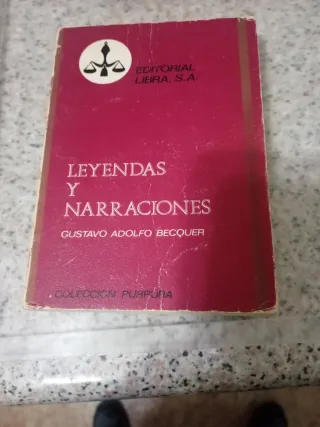 EDITORIAL
LIBRA, S.A.
LEYENDAS
Y
NARRACIONES
GUSTAVO ADOLFO BECQUER
COLECCION PURPURA